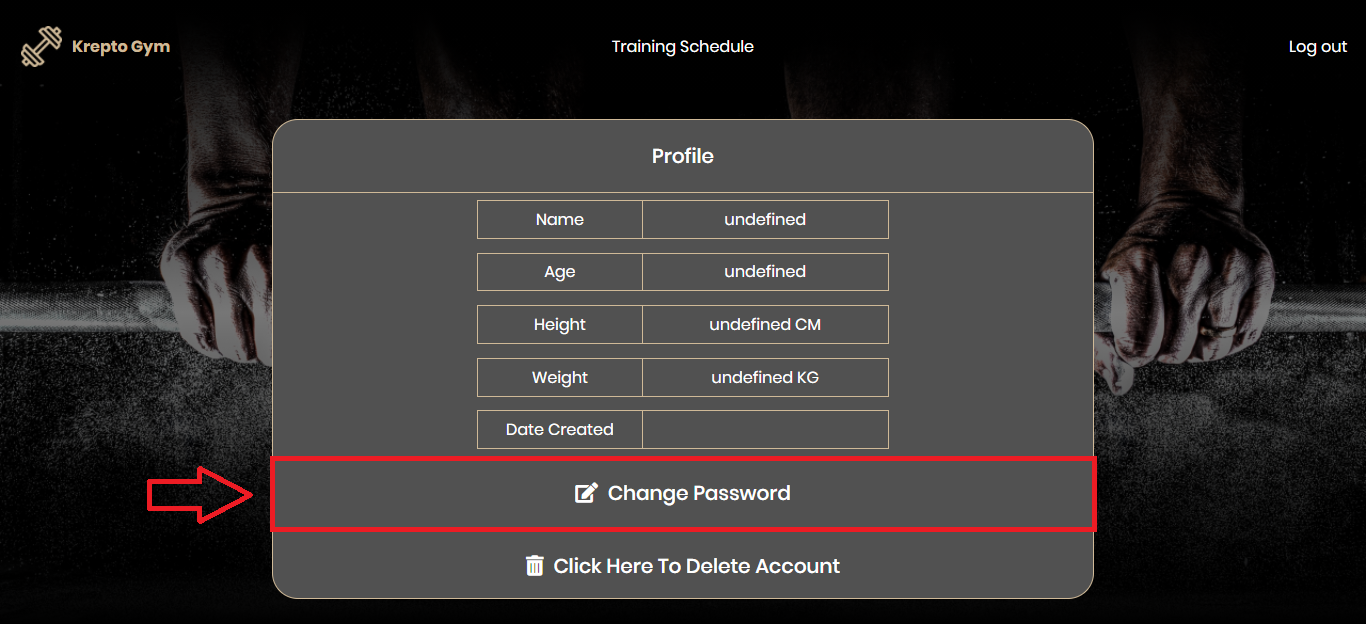 Krepto Gym
Training Schedule
Log out
Profile
Name undefined
Age undefined
Height undefined CM
Weight undefined KG
Date Created
Change Password
Click Here To Delete Account